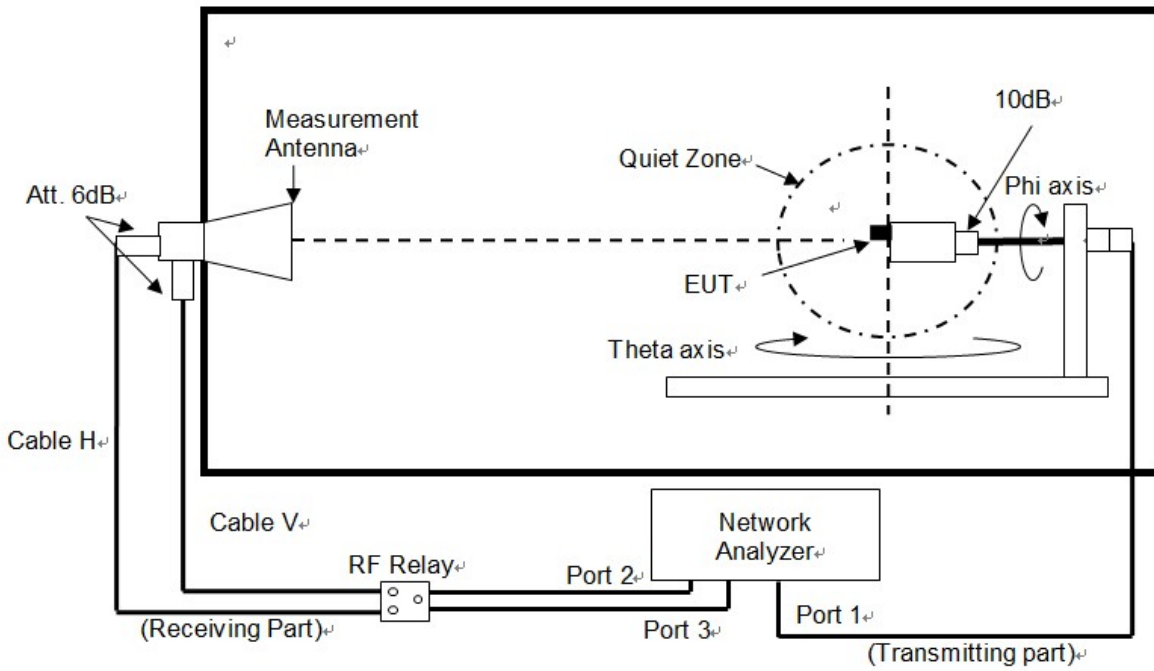 Measurement
Antenna
Att. 6dB
Quiet Zone
10dB
Phi axis
EUT
Theta axis
Cable H
Cable V
Network
Analyzer
RF Relay
Port 2
Port 3
Port 1
(Receiving Part)
(Transmitting part)